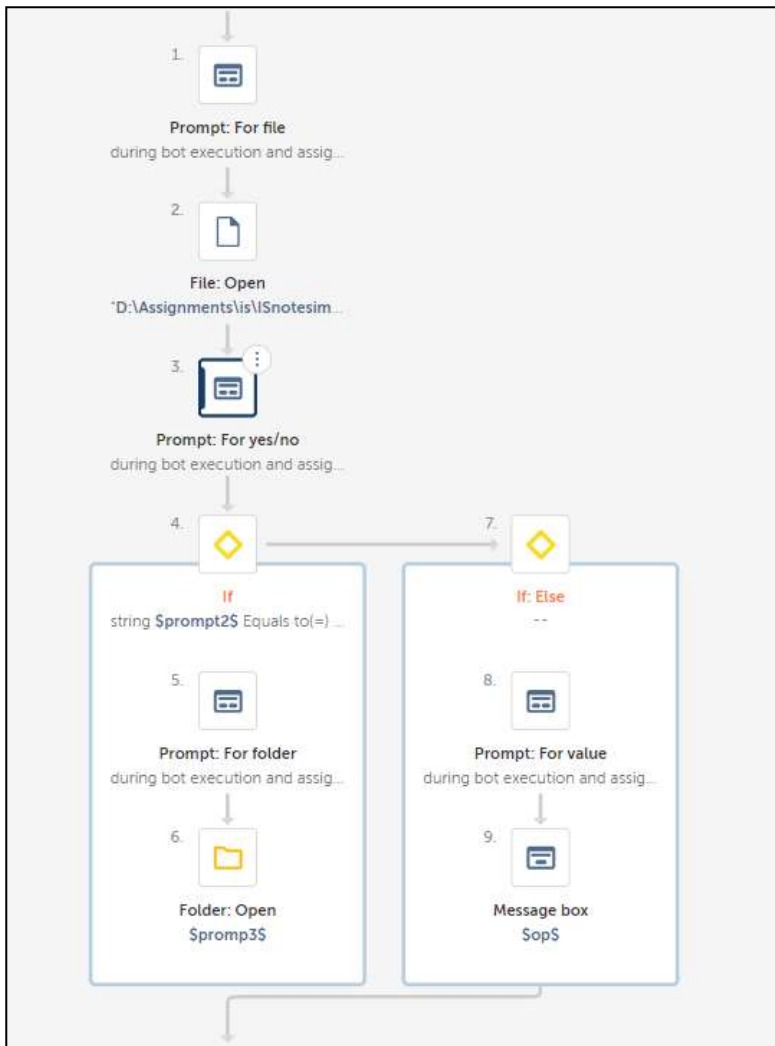 1.
Prompt: For file
during bot execution and assig...
2.
File: Open
"D:\Assignments\is\ISnotesim...
3.
Prompt: For yes/no
during bot execution and assig...
4.
If
string $prompt2$ Equals to(=) ...
5.
Prompt: For folder
during bot execution and assig...
6.
Folder: Open
$promp3$
7.
If: Else
--
8.
Prompt: For value
during bot execution and assig...
9.
Message box
$op$